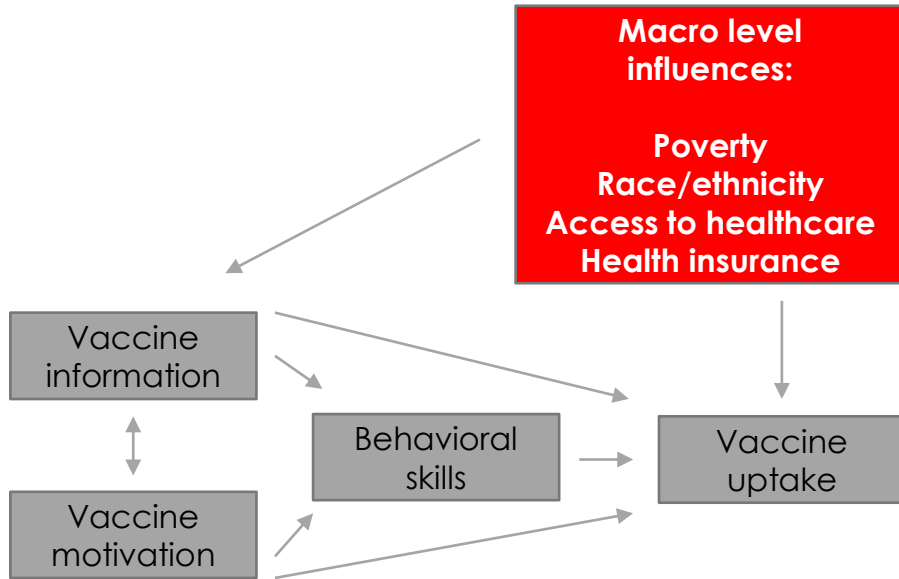 Macro level
influences:
Poverty
Race/ethnicity
Access to healthcare
Health insurance
Vaccine
information
Behavioral
skills
Vaccine
uptake
Vaccine
motivation